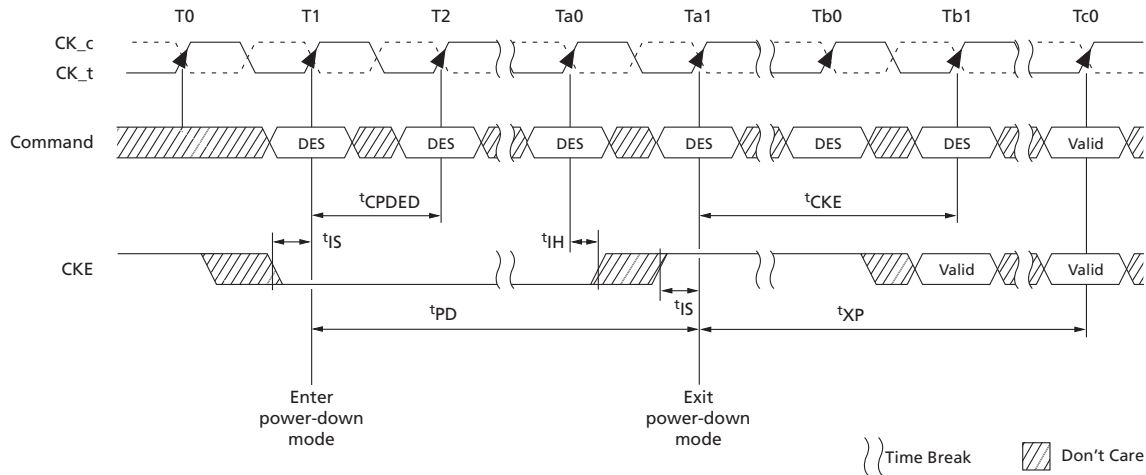 T0 T1 T2 Ta0 Ta1 Tb0 Tb1 Tc0
CK_c
CK_t
Command DES DES DES DES DES DES Valid
tCPDED tCKE
tIS tIH
CKE Valid Valid
tIS
tPD tXP
Enter
power-down
mode
Exit
power-down
mode
Time Break Don't Care